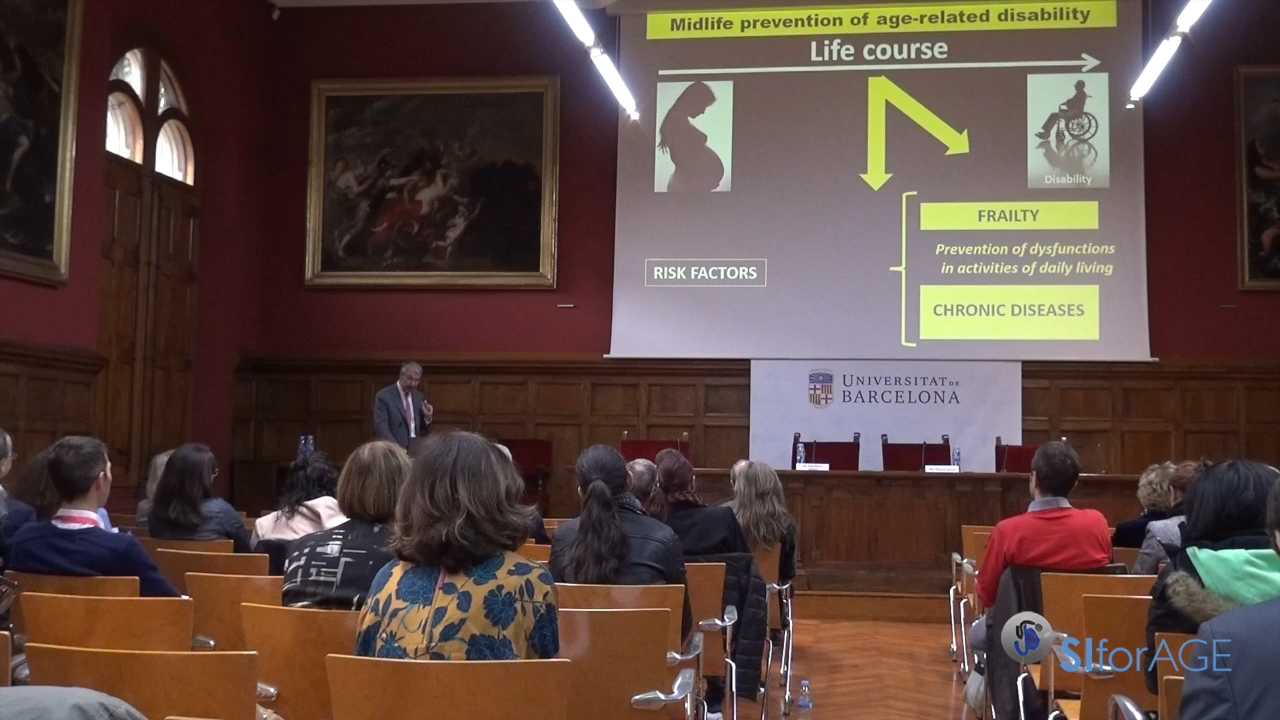 Midlife prevention of age-related disability
Life course
Disability
FRAILTY
Prevention of dysfunctions
in activities of daily living
RISK FACTORS
CHRONIC DISEASES
UNIVERSITAT DE
BARCELONA
SIforAGE